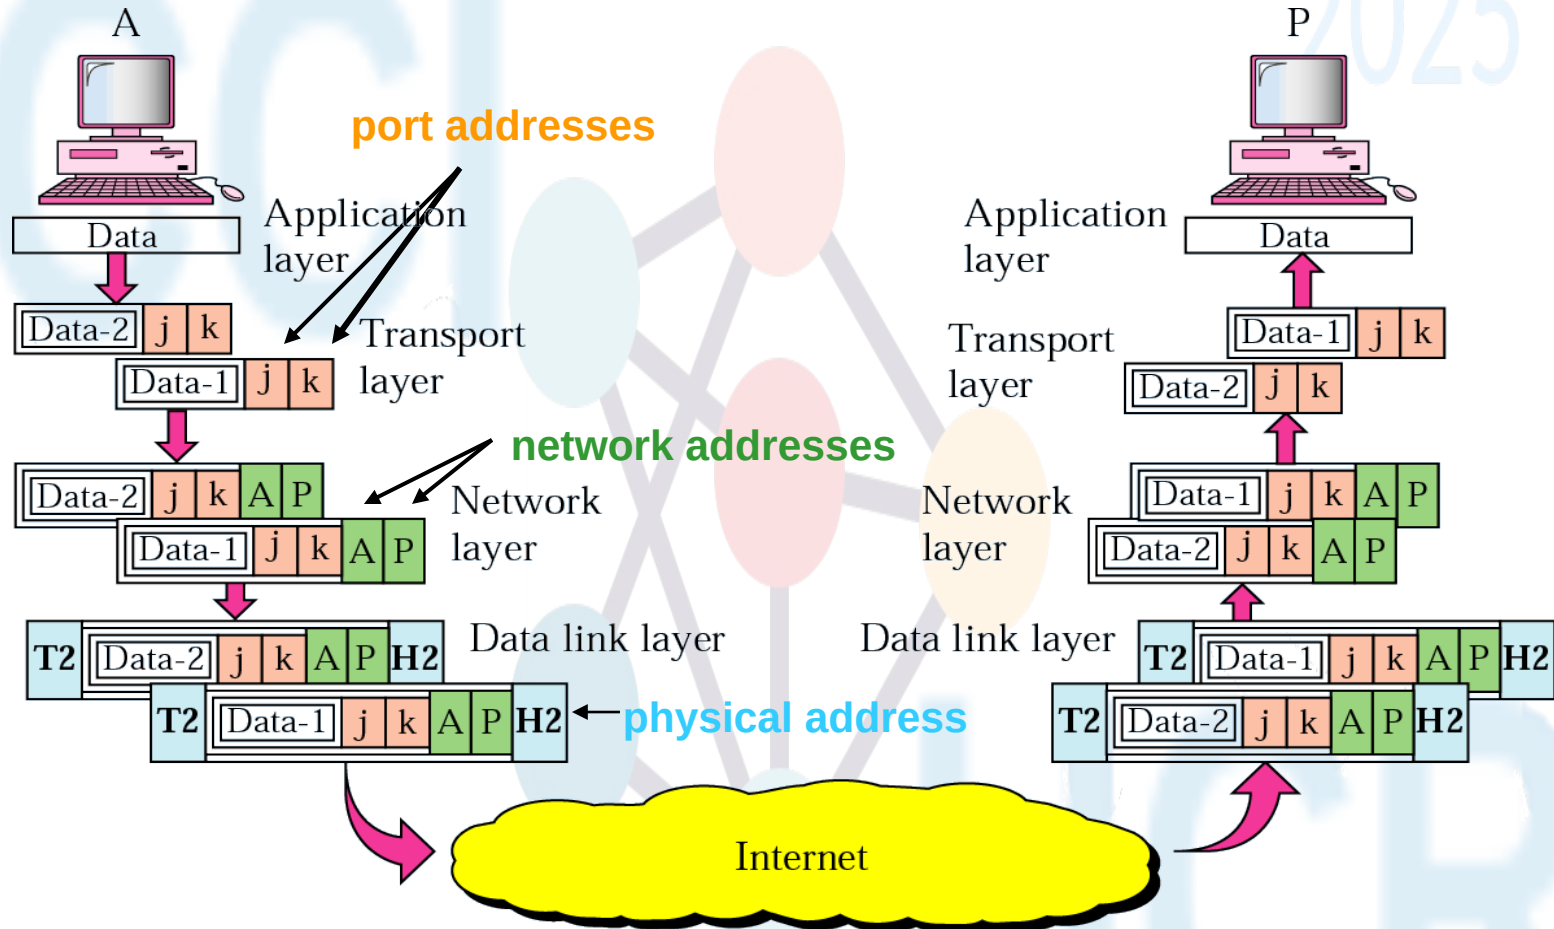 A
P
2025
CCI
port addresses
Data
Application
layer
Application
layer
Data
Data-2 j k
Transport
layer
Data-1 j k
Transport
layer
Data-1 j k
Data-2 j k
network addresses
Data-2 j k A P
Network
layer
Data-1 j k A P
Network
layer
Data-1 j k A P
Data-2 j k A P
T2 Data-2 j k A P H2
Data link layer
Data link layer
T2 Data-1 j k A P H2
T2 Data-1 j k A P H2
physical address
T2 Data-2 j k A P H2
UCR
Internet